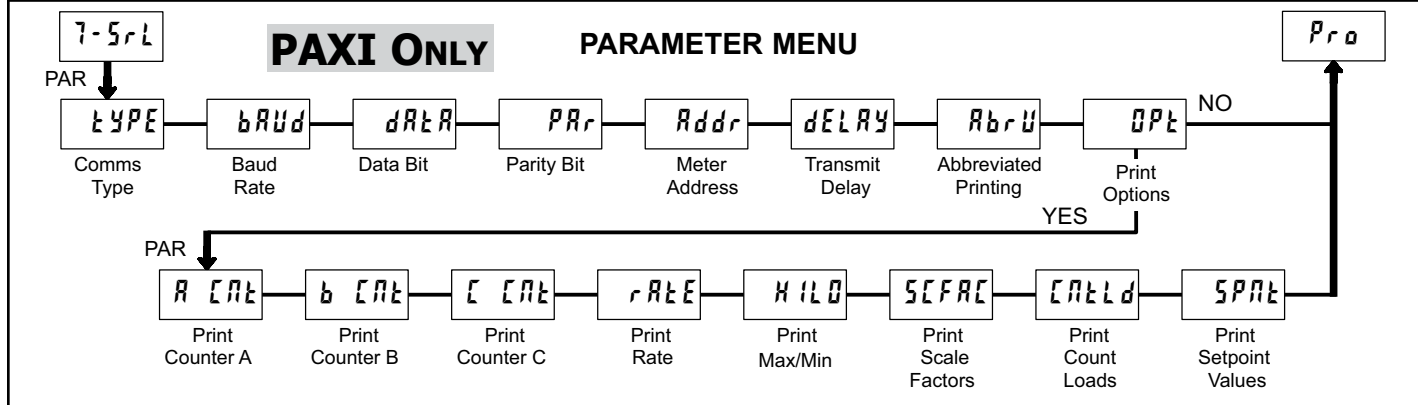 7-SrL
PAXI ONLY
PARAMETER MENU
Pro
PAR
tYPE
bAUd
dAtA
PAr
Addr
dELAY
AbrU
OPt
NO
Comms Type
Baud Rate
Data Bit
Parity Bit
Meter Address
Transmit Delay
Abbreviated Printing
Print Options
YES
PAR
A Cnt
b Cnt
C Cnt
rAtE
HILO
SCFAC
CntLd
SPnt
Print Counter A
Print Counter B
Print Counter C
Print Rate
Print Max/Min
Print Scale Factors
Print Count Loads
Print Setpoint Values